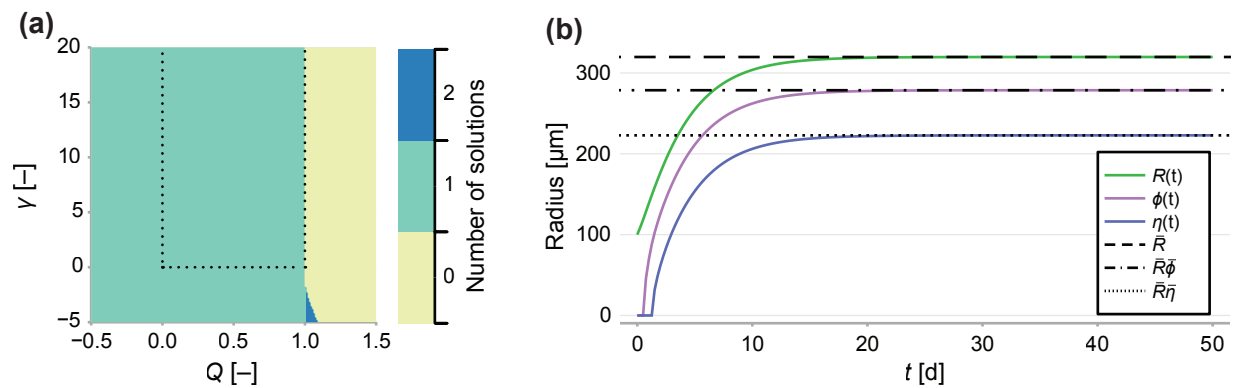 (a)
20
15
10
5
0
−5
γ [–]
−0.5 0.0 0.5 1.0 1.5
Q [–]
2
1
0
Number of solutions
(b)
300
200
100
0
Radius [μm]
0 10 20 30 40 50
t [d]
R(t)
ϕ(t)
η(t)
R̄
R̄ϕ̄
R̄η̄